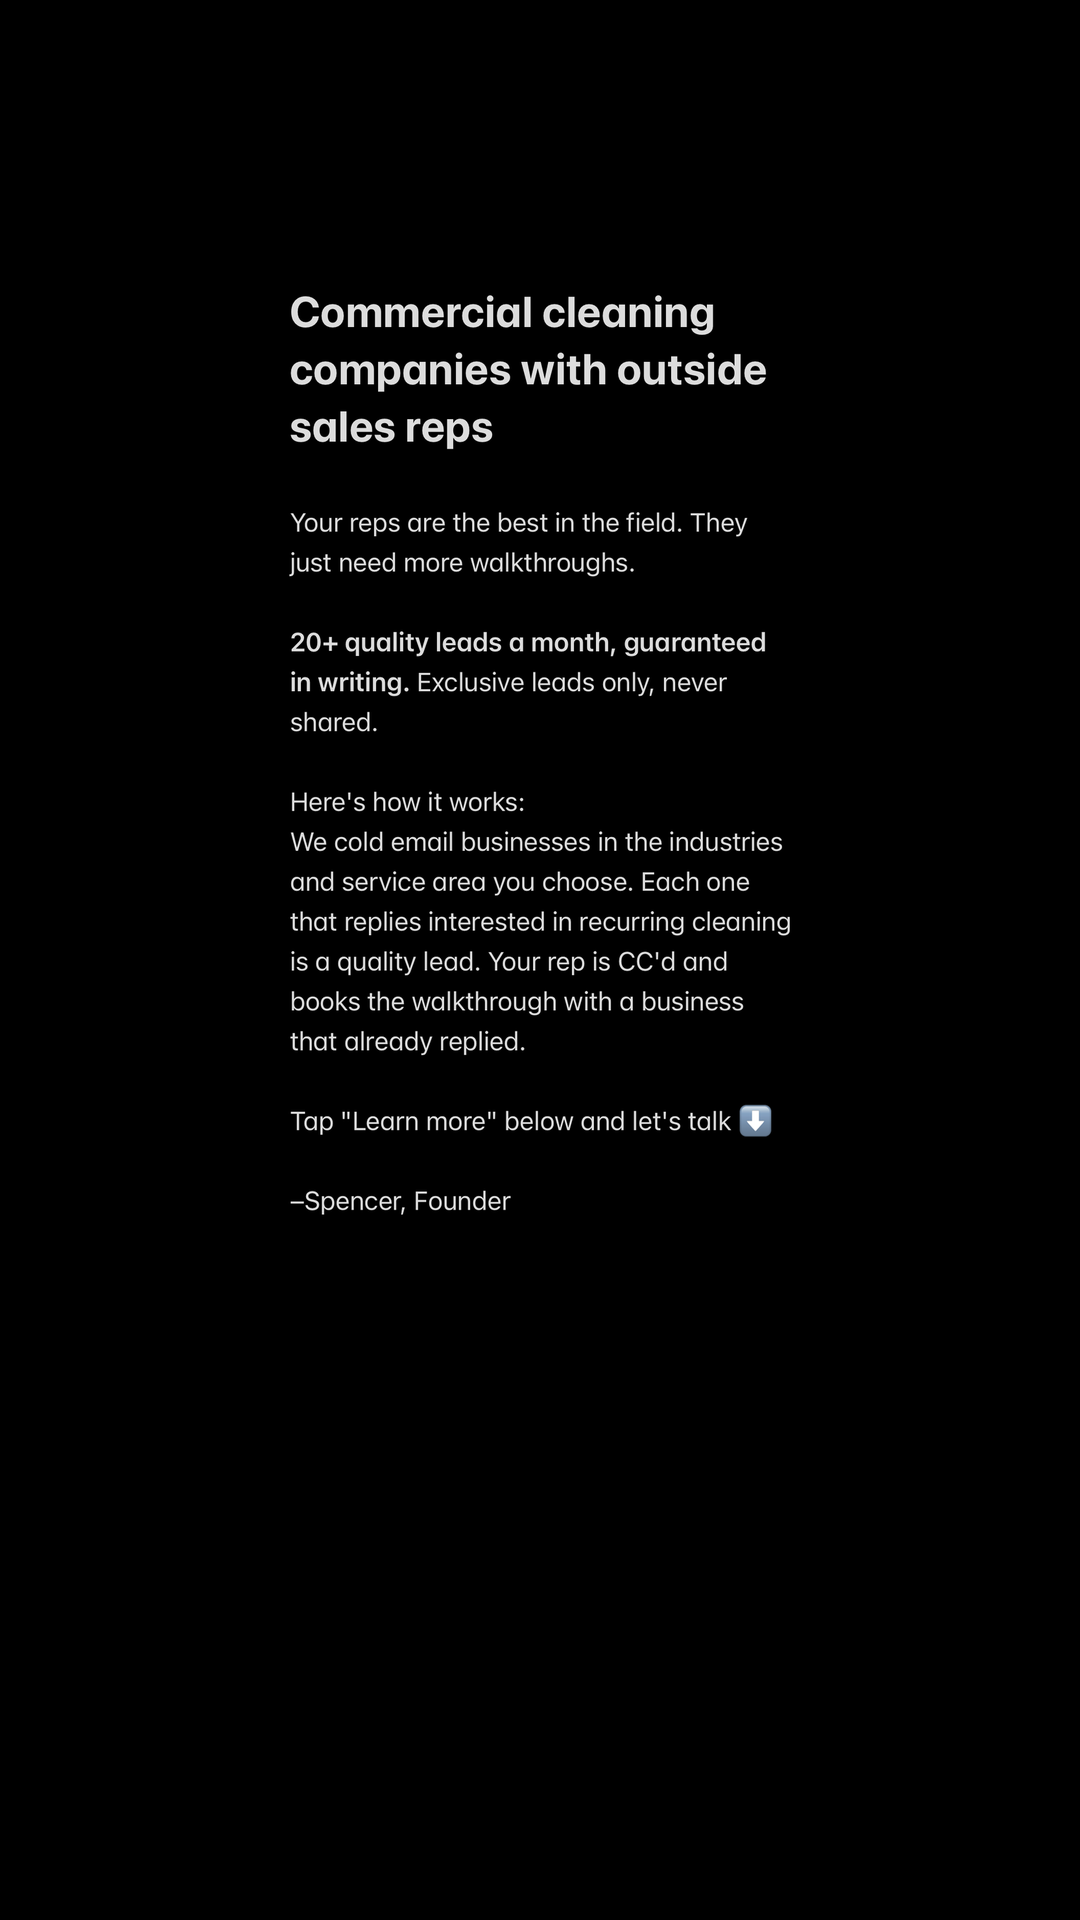 Commercial cleaning
companies with outside
sales reps
Your reps are the best in the field. They
just need more walkthroughs.
20+ quality leads a month, guaranteed
in writing. Exclusive leads only, never
shared.
Here's how it works:
We cold email businesses in the industries
and service area you choose. Each one
that replies interested in recurring cleaning
is a quality lead. Your rep is CC'd and
books the walkthrough with a business
that already replied.
Tap "Learn more" below and let's talk ⬇️
–Spencer, Founder